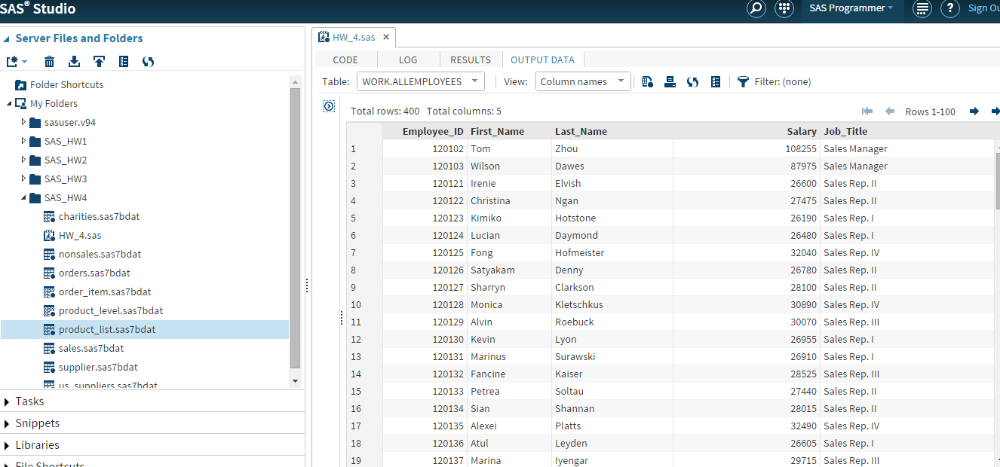 SAS® Studio
SAS Programmer
Sign Ou
Server Files and Folders
Folder Shortcuts
My Folders
sasuser.v94
SAS_HW1
SAS_HW2
SAS_HW3
SAS_HW4
charities.sas7bdat
HW_4.sas
nonsales.sas7bdat
orders.sas7bdat
order_item.sas7bdat
product_level.sas7bdat
product_list.sas7bdat
sales.sas7bdat
supplier.sas7bdat
us_suppliers.sas7bdat
Tasks
Snippets
Libraries
File Shortcuts
HW_4.sas
CODE LOG RESULTS OUTPUT DATA
Table: WORK.ALLEMPLOYEES View: Column names Filter: (none)
Total rows: 400 Total columns: 5 Rows 1-100
Employee_ID First_Name Last_Name Salary Job_Title
1 120102 Tom Zhou 108255 Sales Manager
2 120103 Wilson Dawes 87975 Sales Manager
3 120121 Irenie Elvish 26600 Sales Rep. II
4 120122 Christina Ngan 27475 Sales Rep. II
5 120123 Kimiko Hotstone 26190 Sales Rep. I
6 120124 Lucian Daymond 26480 Sales Rep. I
7 120125 Fong Hofmeister 32040 Sales Rep. IV
8 120126 Satyakam Denny 26780 Sales Rep. II
9 120127 Sharryn Clarkson 28100 Sales Rep. II
10 120128 Monica Kletschkus 30890 Sales Rep. IV
11 120129 Alvin Roebuck 30070 Sales Rep. III
12 120130 Kevin Lyon 26955 Sales Rep. I
13 120131 Marinus Surawski 26910 Sales Rep. I
14 120132 Fancine Kaiser 28525 Sales Rep. III
15 120133 Petrea Soltau 27440 Sales Rep. II
16 120134 Sian Shannan 28015 Sales Rep. II
17 120135 Alexei Platts 32490 Sales Rep. IV
18 120136 Atul Leyden 26605 Sales Rep. I
19 120137 Marina Iyengar 29715 Sales Rep. III